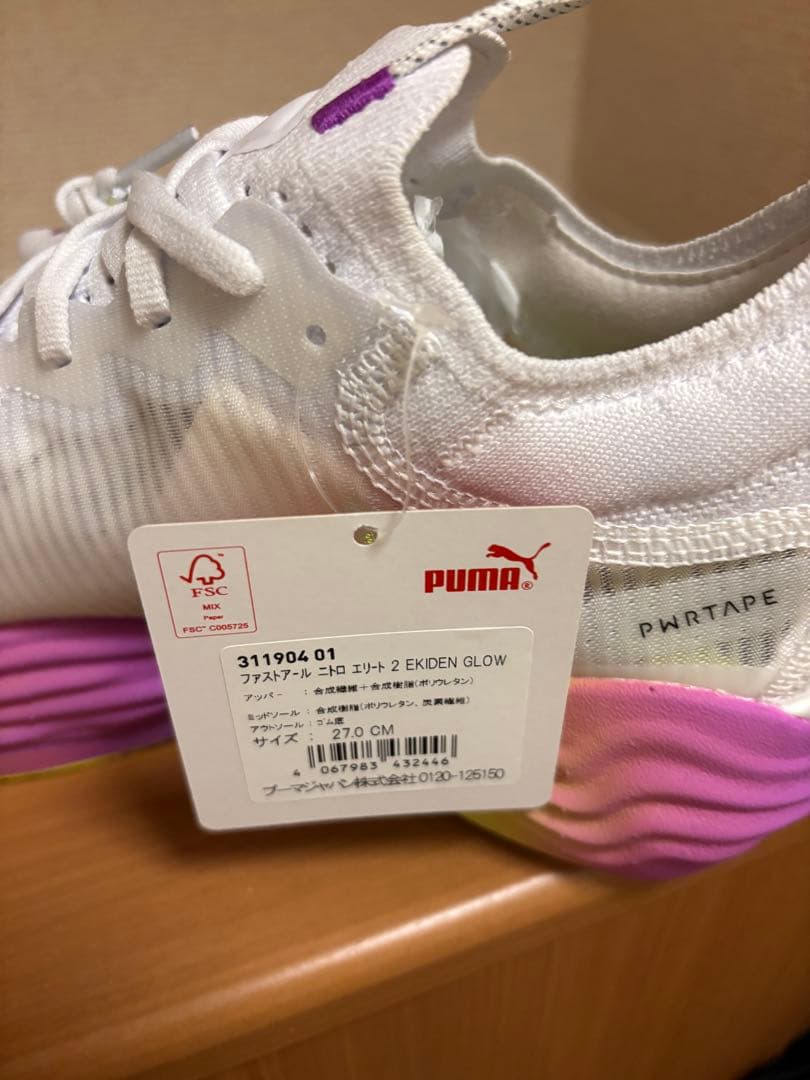 FSC™
MIX
Paper
FSC™ C005725
PUMA®
311904 01
ファストアール ニトロ エリート 2 EKIDEN GLOW
アッパー : 合成繊維+合成樹脂(ポリウレタン)
ミッドソール : 合成樹脂(ポリウレタン、炭素繊維)
アウトソール : ゴム底
サイズ : 27.0 CM
4 067983 432446
プーマジャパン株式会社 0120-125150
PWRTAPE